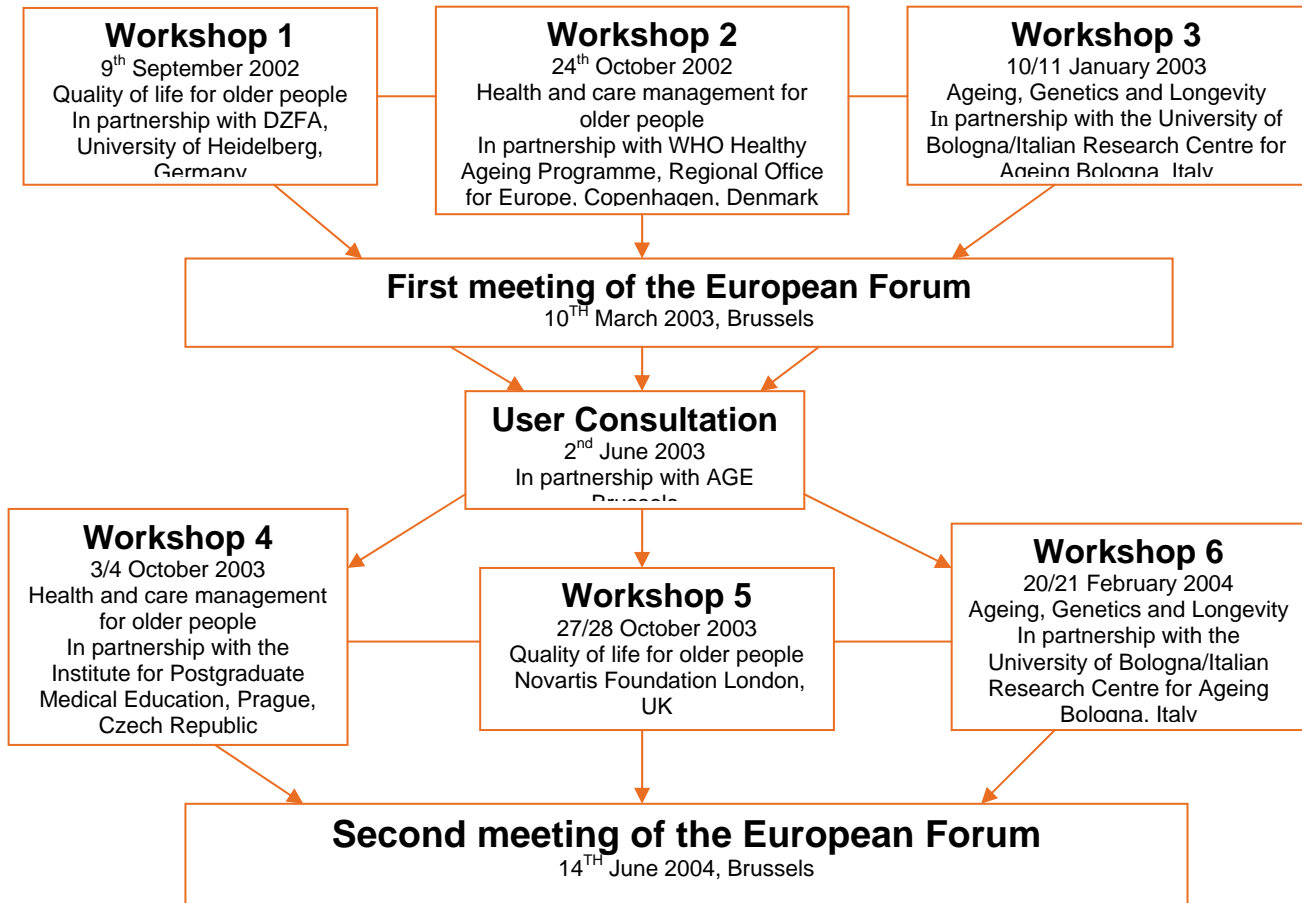 Workshop 1
9th September 2002
Quality of life for older people
In partnership with DZFA,
University of Heidelberg,
Germany
Workshop 2
24th October 2002
Health and care management for
older people
In partnership with WHO Healthy
Ageing Programme, Regional Office
for Europe, Copenhagen, Denmark
Workshop 3
10/11 January 2003
Ageing, Genetics and Longevity
In partnership with the University of
Bologna/Italian Research Centre for
Ageing Bologna, Italy
First meeting of the European Forum
10TH March 2003, Brussels
User Consultation
2nd June 2003
In partnership with AGE
Brussels
Workshop 4
3/4 October 2003
Health and care management
for older people
In partnership with the
Institute for Postgraduate
Medical Education, Prague,
Czech Republic
Workshop 5
27/28 October 2003
Quality of life for older people
Novartis Foundation London,
UK
Workshop 6
20/21 February 2004
Ageing, Genetics and Longevity
In partnership with the
University of Bologna/Italian
Research Centre for Ageing
Bologna, Italy
Second meeting of the European Forum
14TH June 2004, Brussels